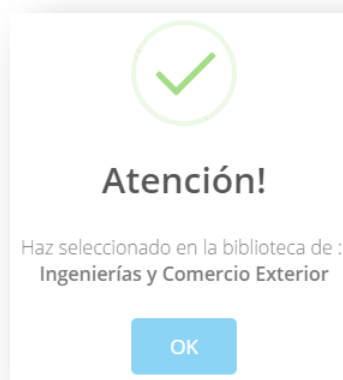 Atención!
Haz seleccionado en la biblioteca de :
Ingenierías y Comercio Exterior
OK